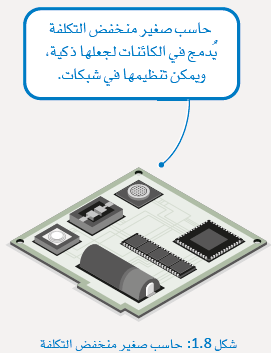 حاسب صغير منخفض التكلفة
يُدمج في الكائنات لجعلها ذكية،
ويمكن تنظيمها في شبكات.
شكل 1.8: حاسب صغير منخفض التكلفة